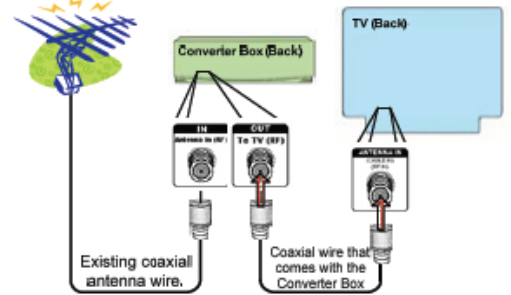 Converter Box (Back)
TV (Back)
IN
Antenna In (RF)
OUT
To TV (RF)
ANTENNA IN
Existing coaxial
antenna wire.
Coaxial wire that
comes with the
Converter Box